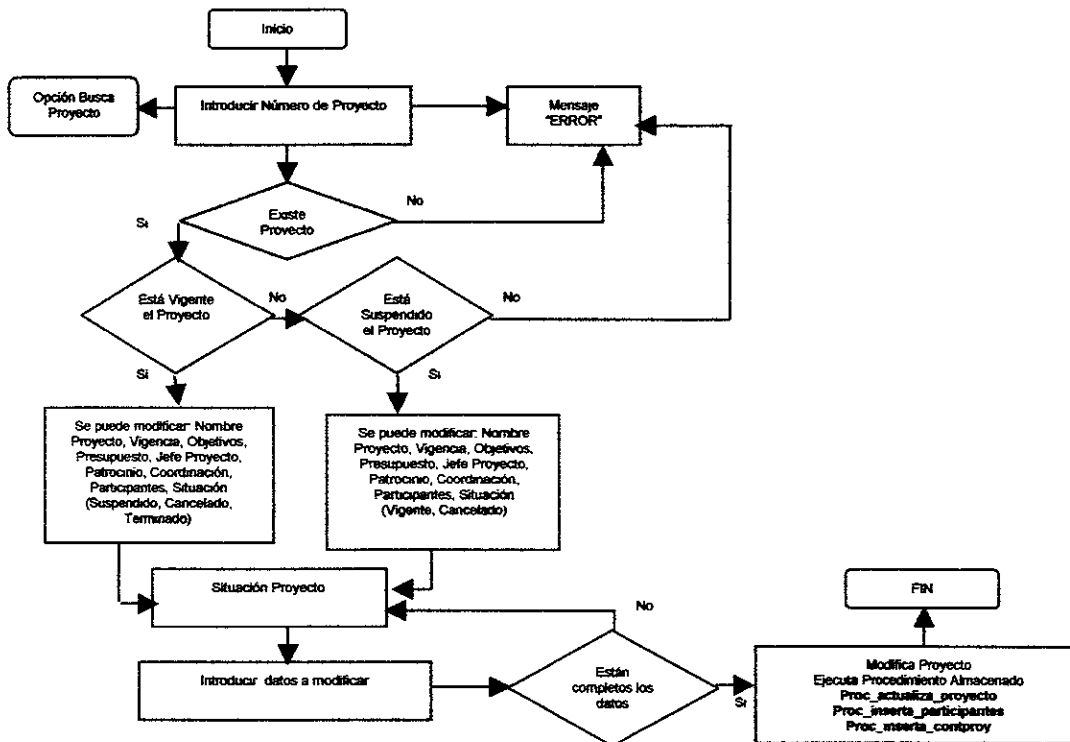 Inicio
Opción Busca
Proyecto
Introducir Número de Proyecto
Mensaje
"ERROR"
Existe
Proyecto
No
Si
Está Vigente
el Proyecto
No
Está
Suspendido
el Proyecto
No
Si
Si
Se puede modificar: Nombre
Proyecto, Vigencia, Objetivos,
Presupuesto, Jefe Proyecto,
Patrocinio, Coordinación,
Participantes, Situación
(Suspendido, Cancelado,
Terminado)
Se puede modificar: Nombre
Proyecto, Vigencia, Objetivos,
Presupuesto, Jefe Proyecto,
Patrocinio, Coordinación,
Participantes, Situación
(Vigente, Cancelado)
Situación Proyecto
No
FIN
Introducir datos a modificar
Están
completos los
datos
Si
Modifica Proyecto
Ejecuta Procedimiento Almacenado
Proc_actualiza_proyecto
Proc_inserta_participantes
Proc_inserta_contproy